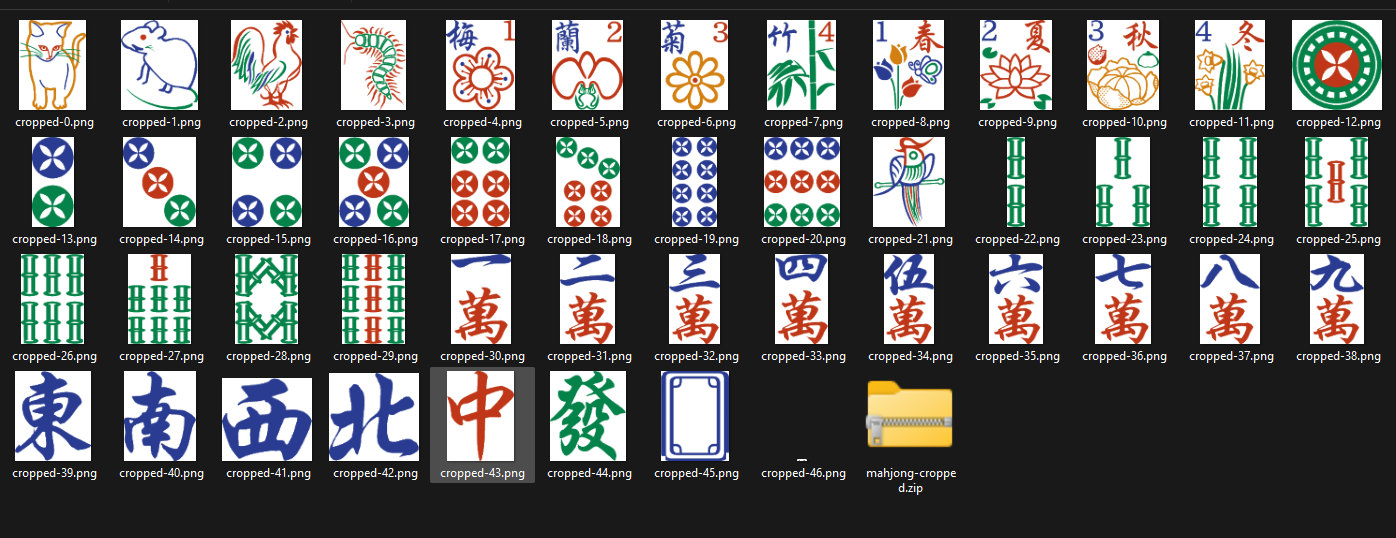 梅 1
蘭 2
菊 3
竹 4
1 春
2 夏
3 秋
4 冬
cropped-0.png cropped-1.png cropped-2.png cropped-3.png cropped-4.png cropped-5.png cropped-6.png cropped-7.png cropped-8.png cropped-9.png cropped-10.png cropped-11.png cropped-12.png
cropped-13.png cropped-14.png cropped-15.png cropped-16.png cropped-17.png cropped-18.png cropped-19.png cropped-20.png cropped-21.png cropped-22.png cropped-23.png cropped-24.png cropped-25.png
一 二 三 四 伍 六 七 八 九
萬 萬 萬 萬 萬 萬 萬 萬 萬
cropped-26.png cropped-27.png cropped-28.png cropped-29.png cropped-30.png cropped-31.png cropped-32.png cropped-33.png cropped-34.png cropped-35.png cropped-36.png cropped-37.png cropped-38.png
東 南 西 北 中 發
cropped-39.png cropped-40.png cropped-41.png cropped-42.png cropped-43.png cropped-44.png cropped-45.png cropped-46.png mahjong-croppe
d.zip